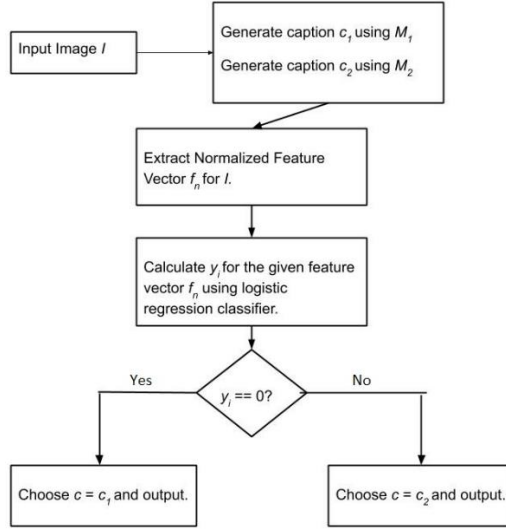 Input Image I
Generate caption c₁ using M₁
Generate caption c₂ using M₂
Extract Normalized Feature
Vector fₙ for I.
Calculate yᵢ for the given feature
vector fₙ using logistic
regression classifier.
yᵢ == 0?
Yes
No
Choose c = c₁ and output.
Choose c = c₂ and output.